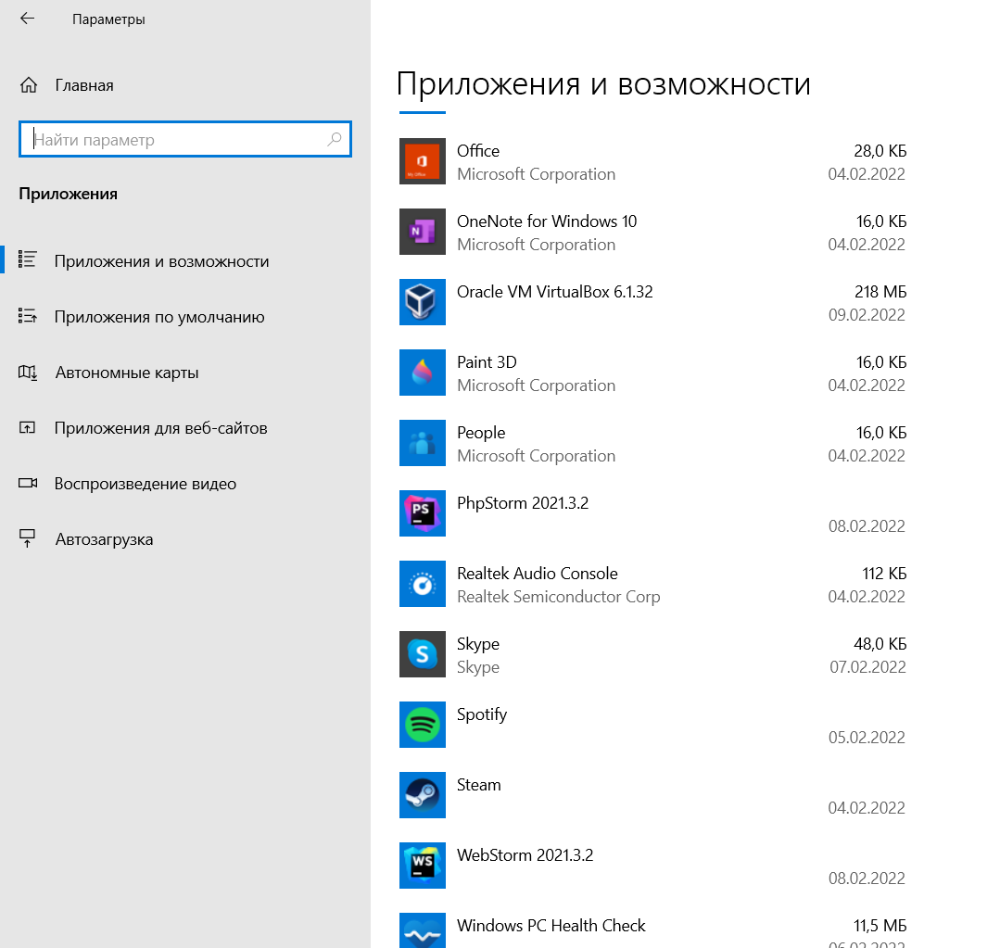 Параметры
Главная
Найти параметр
Приложения
Приложения и возможности
Приложения по умолчанию
Автономные карты
Приложения для веб-сайтов
Воспроизведение видео
Автозагрузка
Приложения и возможности
My Office
Office
28,0 КБ
Microsoft Corporation
04.02.2022
N
OneNote for Windows 10
16,0 КБ
Microsoft Corporation
04.02.2022
Oracle VM VirtualBox 6.1.32
218 МБ
09.02.2022
Paint 3D
16,0 КБ
Microsoft Corporation
04.02.2022
People
16,0 КБ
Microsoft Corporation
04.02.2022
PS
PhpStorm 2021.3.2
08.02.2022
Realtek Audio Console
112 КБ
Realtek Semiconductor Corp
04.02.2022
S
Skype
48,0 КБ
Skype
07.02.2022
Spotify
05.02.2022
Steam
04.02.2022
WS
WebStorm 2021.3.2
08.02.2022
Windows PC Health Check
11,5 МБ
06.02.2022